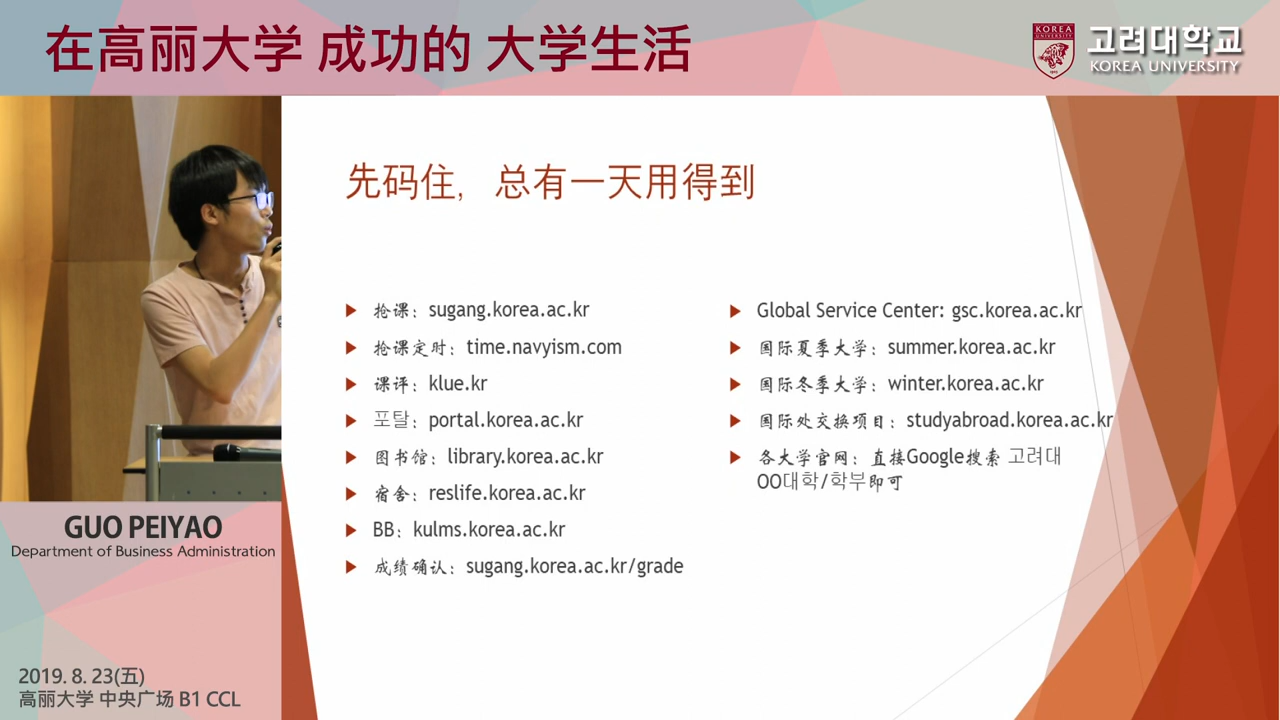 在高丽大学 成功的 大学生活
KOREA
고려대학교
KOREA UNIVERSITY
先码住，总有一天用得到
抢课：sugang.korea.ac.kr
抢课定时：time.navyism.com
课评：klue.kr
포탈：portal.korea.ac.kr
图书馆：library.korea.ac.kr
宿舍：reslife.korea.ac.kr
BB：kulms.korea.ac.kr
成绩确认：sugang.korea.ac.kr/grade
Global Service Center: gsc.korea.ac.kr
国际夏季大学：summer.korea.ac.kr
国际冬季大学：winter.korea.ac.kr
国际处交换项目：studyabroad.korea.ac.kr
各大学官网：直接Google搜索 고려대
OO대학/학부即可
GUO PEIYAO
Department of Business Administration
2019. 8. 23(五)
高丽大学 中央广场 B1 CCL